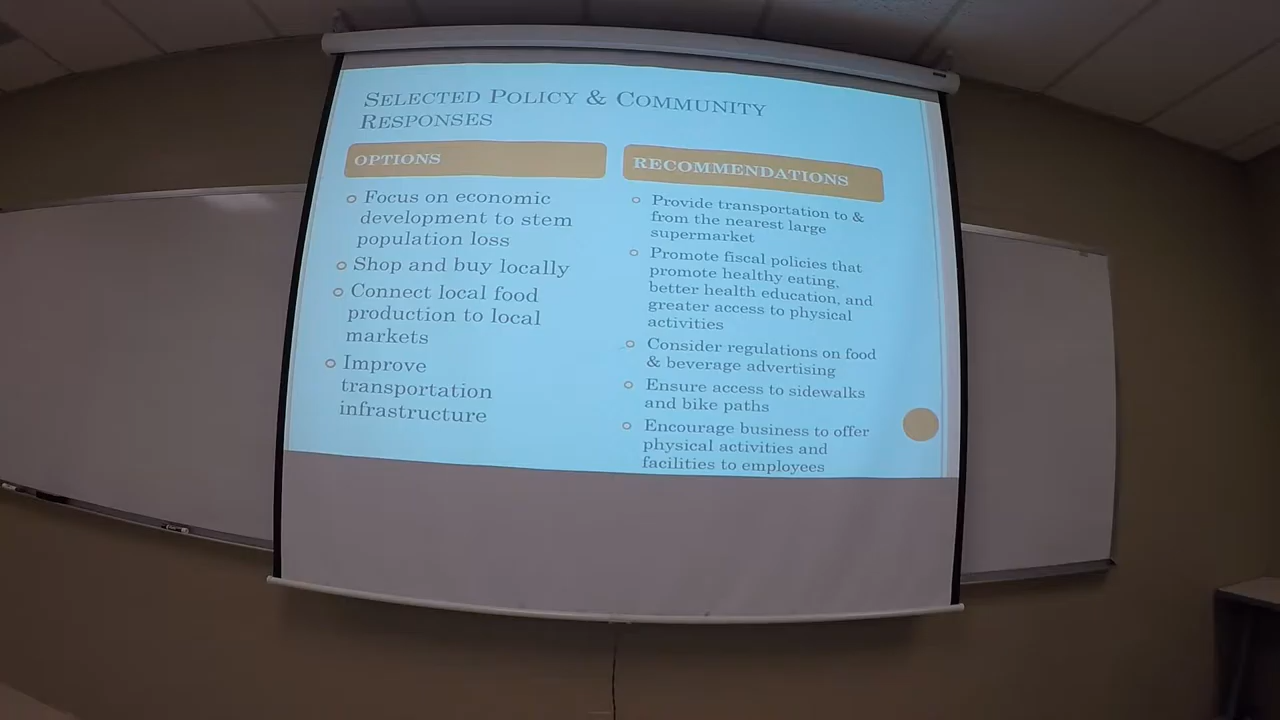 SELECTED POLICY & COMMUNITY
RESPONSES
OPTIONS
Focus on economic
development to stem
population loss
Shop and buy locally
Connect local food
production to local
markets
Improve
transportation
infrastructure
RECOMMENDATIONS
Provide transportation to &
from the nearest large
supermarket
Promote fiscal policies that
promote healthy eating,
better health education, and
greater access to physical
activities
Consider regulations on food
& beverage advertising
Ensure access to sidewalks
and bike paths
Encourage business to offer
physical activities and
facilities to employees